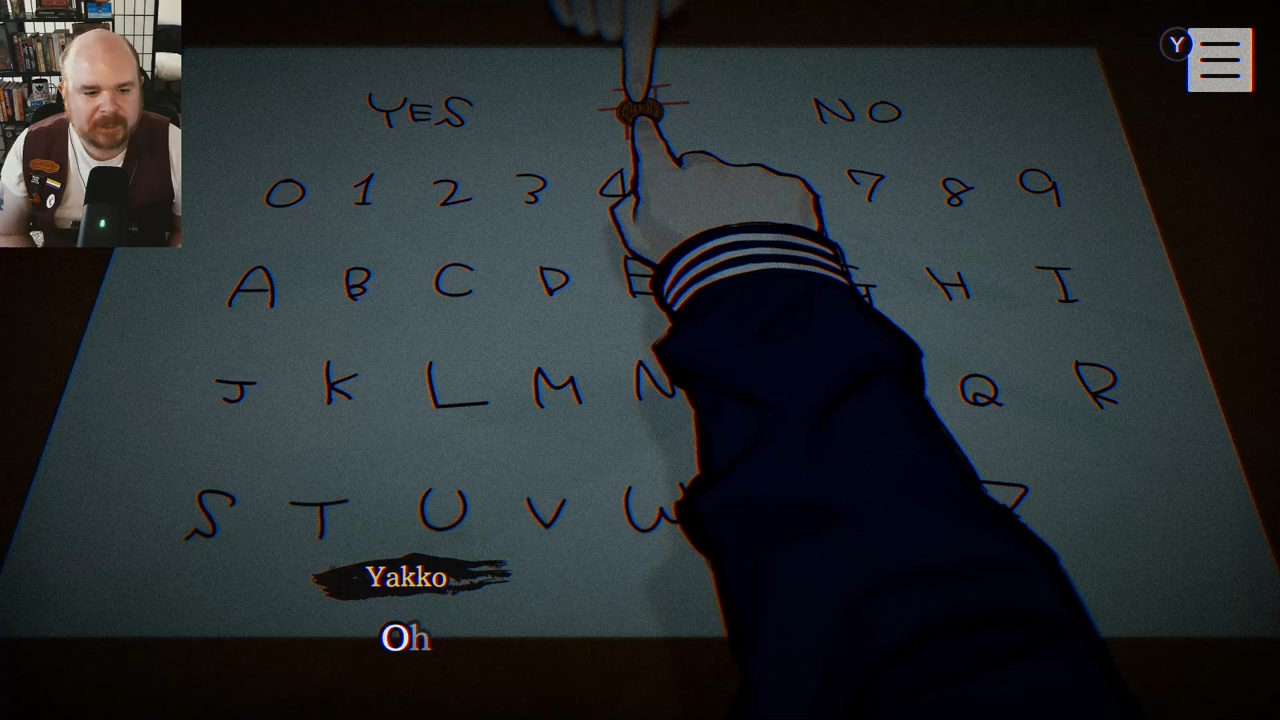 Y
YES NO
0 1 2 3 4 7 8 9
A B C D E H I
J K L M N Q R
S T U V W
Yakko
Oh